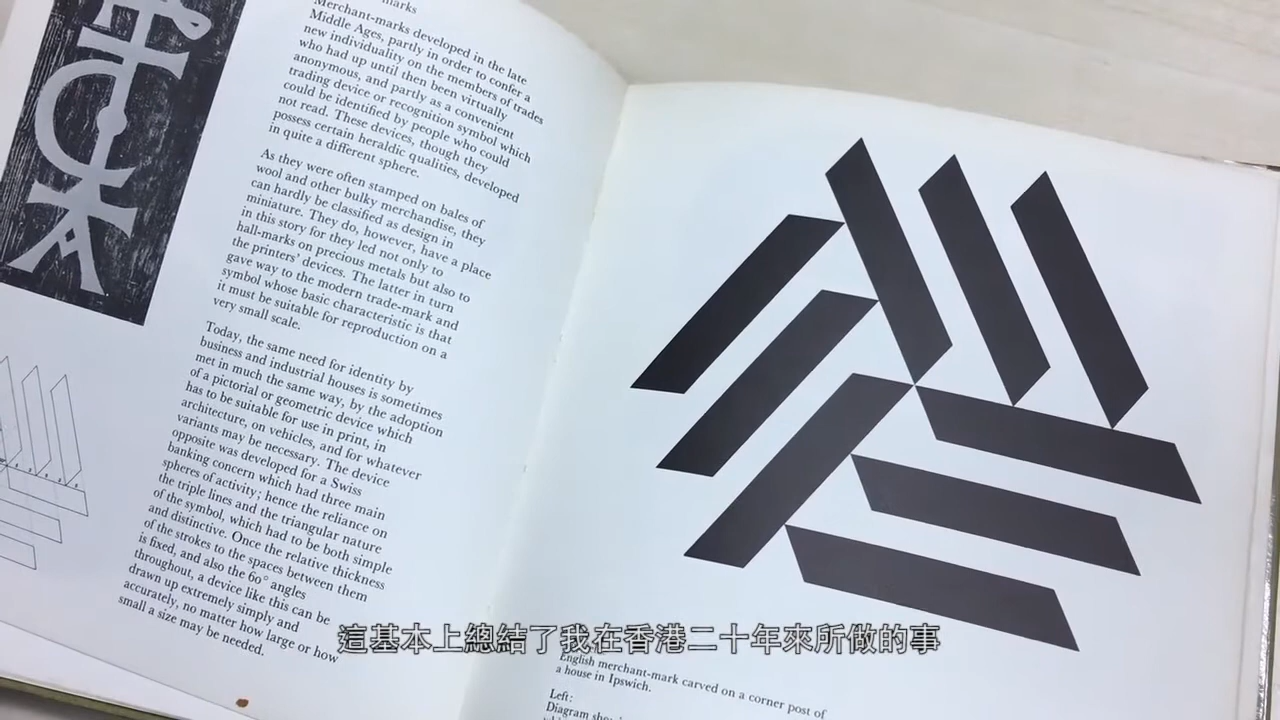 marks
Merchant-marks developed in the late
Middle Ages, partly in order to confer a
new individuality on the members of trades
who had up until then been virtually
anonymous, and partly as a convenient
trading device or recognition symbol which
could be identified by people who could
not read. These devices, though they
possess certain heraldic qualities, developed
in quite a different sphere.
As they were often stamped on bales of
wool and other bulky merchandise, they
can hardly be classified as design in
miniature. They do, however, have a place
in this story for they led not only to
hall-marks on precious metals but also to
the printers' devices. The latter in turn
gave way to the modern trade-mark and
symbol whose basic characteristic is that
it must be suitable for reproduction on a
very small scale.
Today, the same need for identity by
business and industrial houses is sometimes
met in much the same way, by the adoption
of a pictorial or geometric device which
has to be suitable for use in print, in
architecture, on vehicles, and for whatever
variants may be necessary. The device
opposite was developed for a Swiss
banking concern which had three main
spheres of activity; hence the reliance on
the triple lines and the triangular nature
of the symbol, which had to be both simple
and distinctive. Once the relative thickness
of the strokes to the spaces between them
is fixed, and also the 60° angles
throughout, a device like this can be
drawn up extremely simply and
accurately, no matter how large or how
small a size may be needed.
English merchant-mark carved on a corner post of
a house in Ipswich.
Left:
Diagram
這基本上總結了我在香港二十年來所做的事